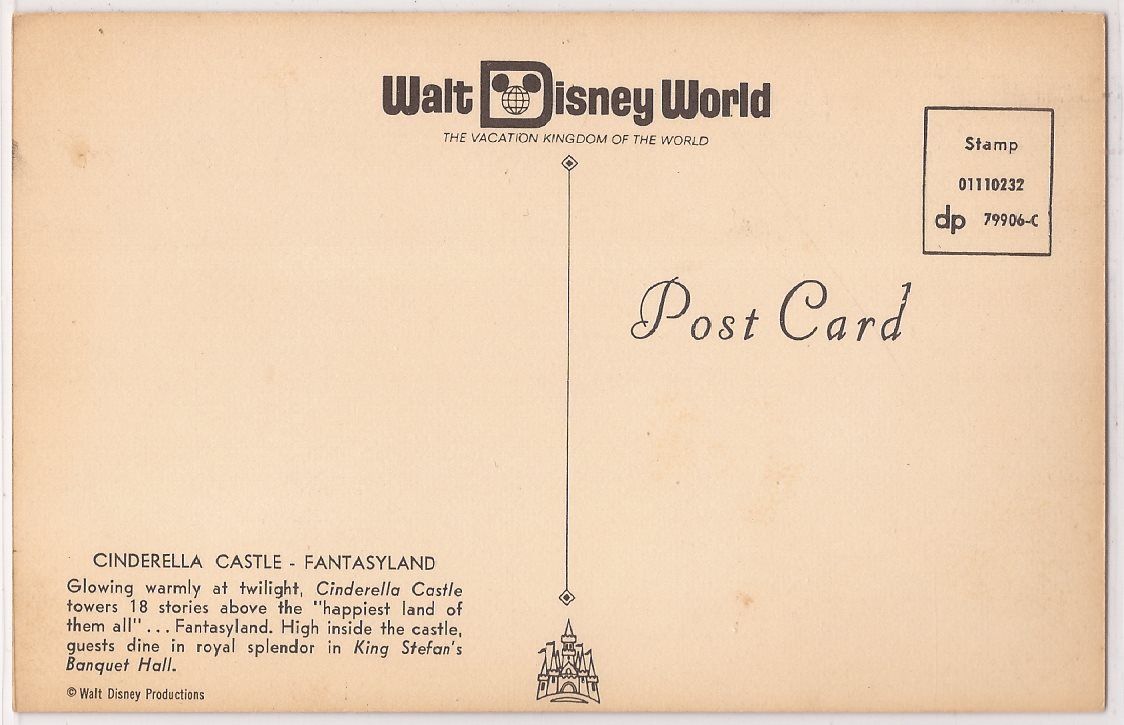 Walt Disney World
THE VACATION KINGDOM OF THE WORLD
Stamp
01110232
dp 79906-C
Post Card
CINDERELLA CASTLE - FANTASYLAND
Glowing warmly at twilight, Cinderella Castle
towers 18 stories above the "happiest land of
them all" ... Fantasyland. High inside the castle,
guests dine in royal splendor in King Stefan's
Banquet Hall.
© Walt Disney Productions